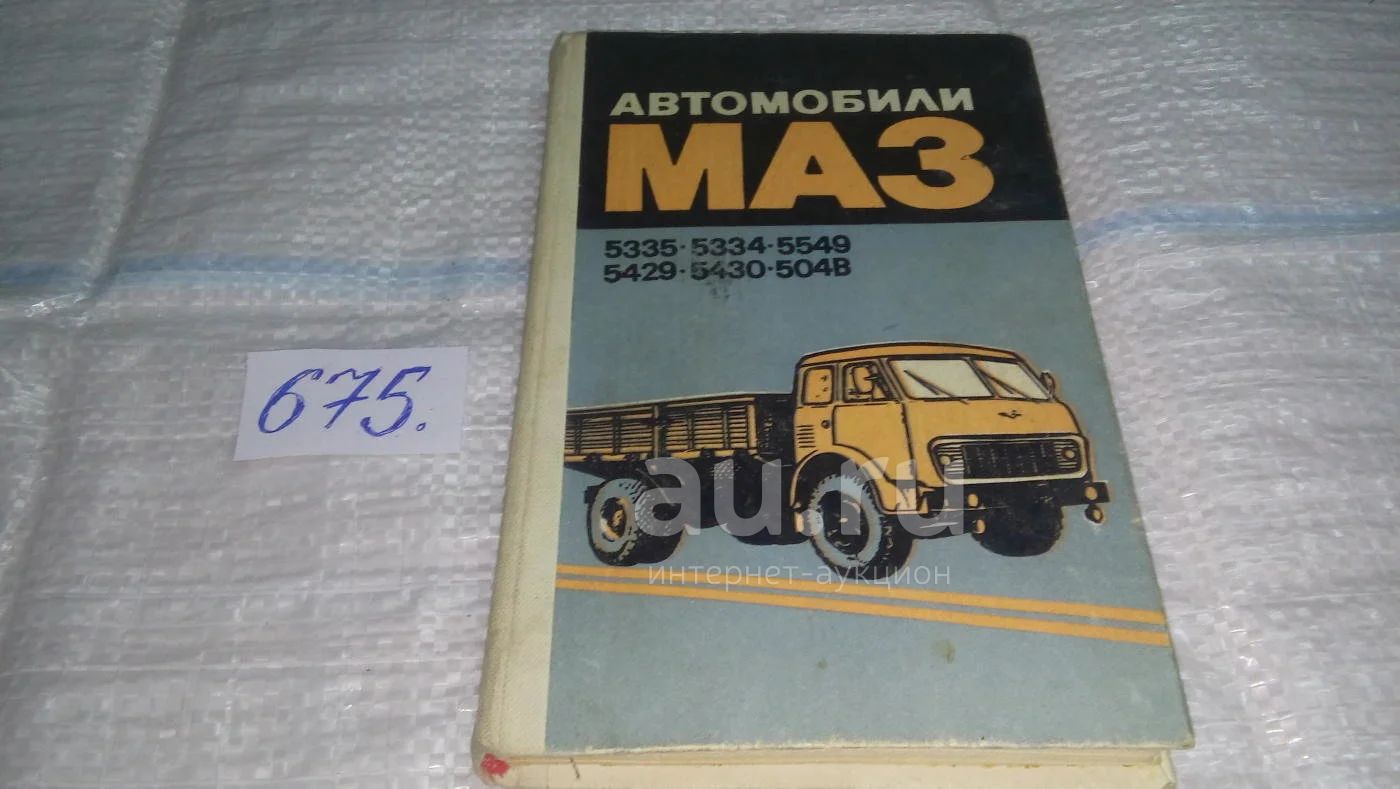 АВТОМОБИЛИ
МАЗ
5335·5334·5549
5429·5430·504В
675.
au.ru
интернет-аукцион